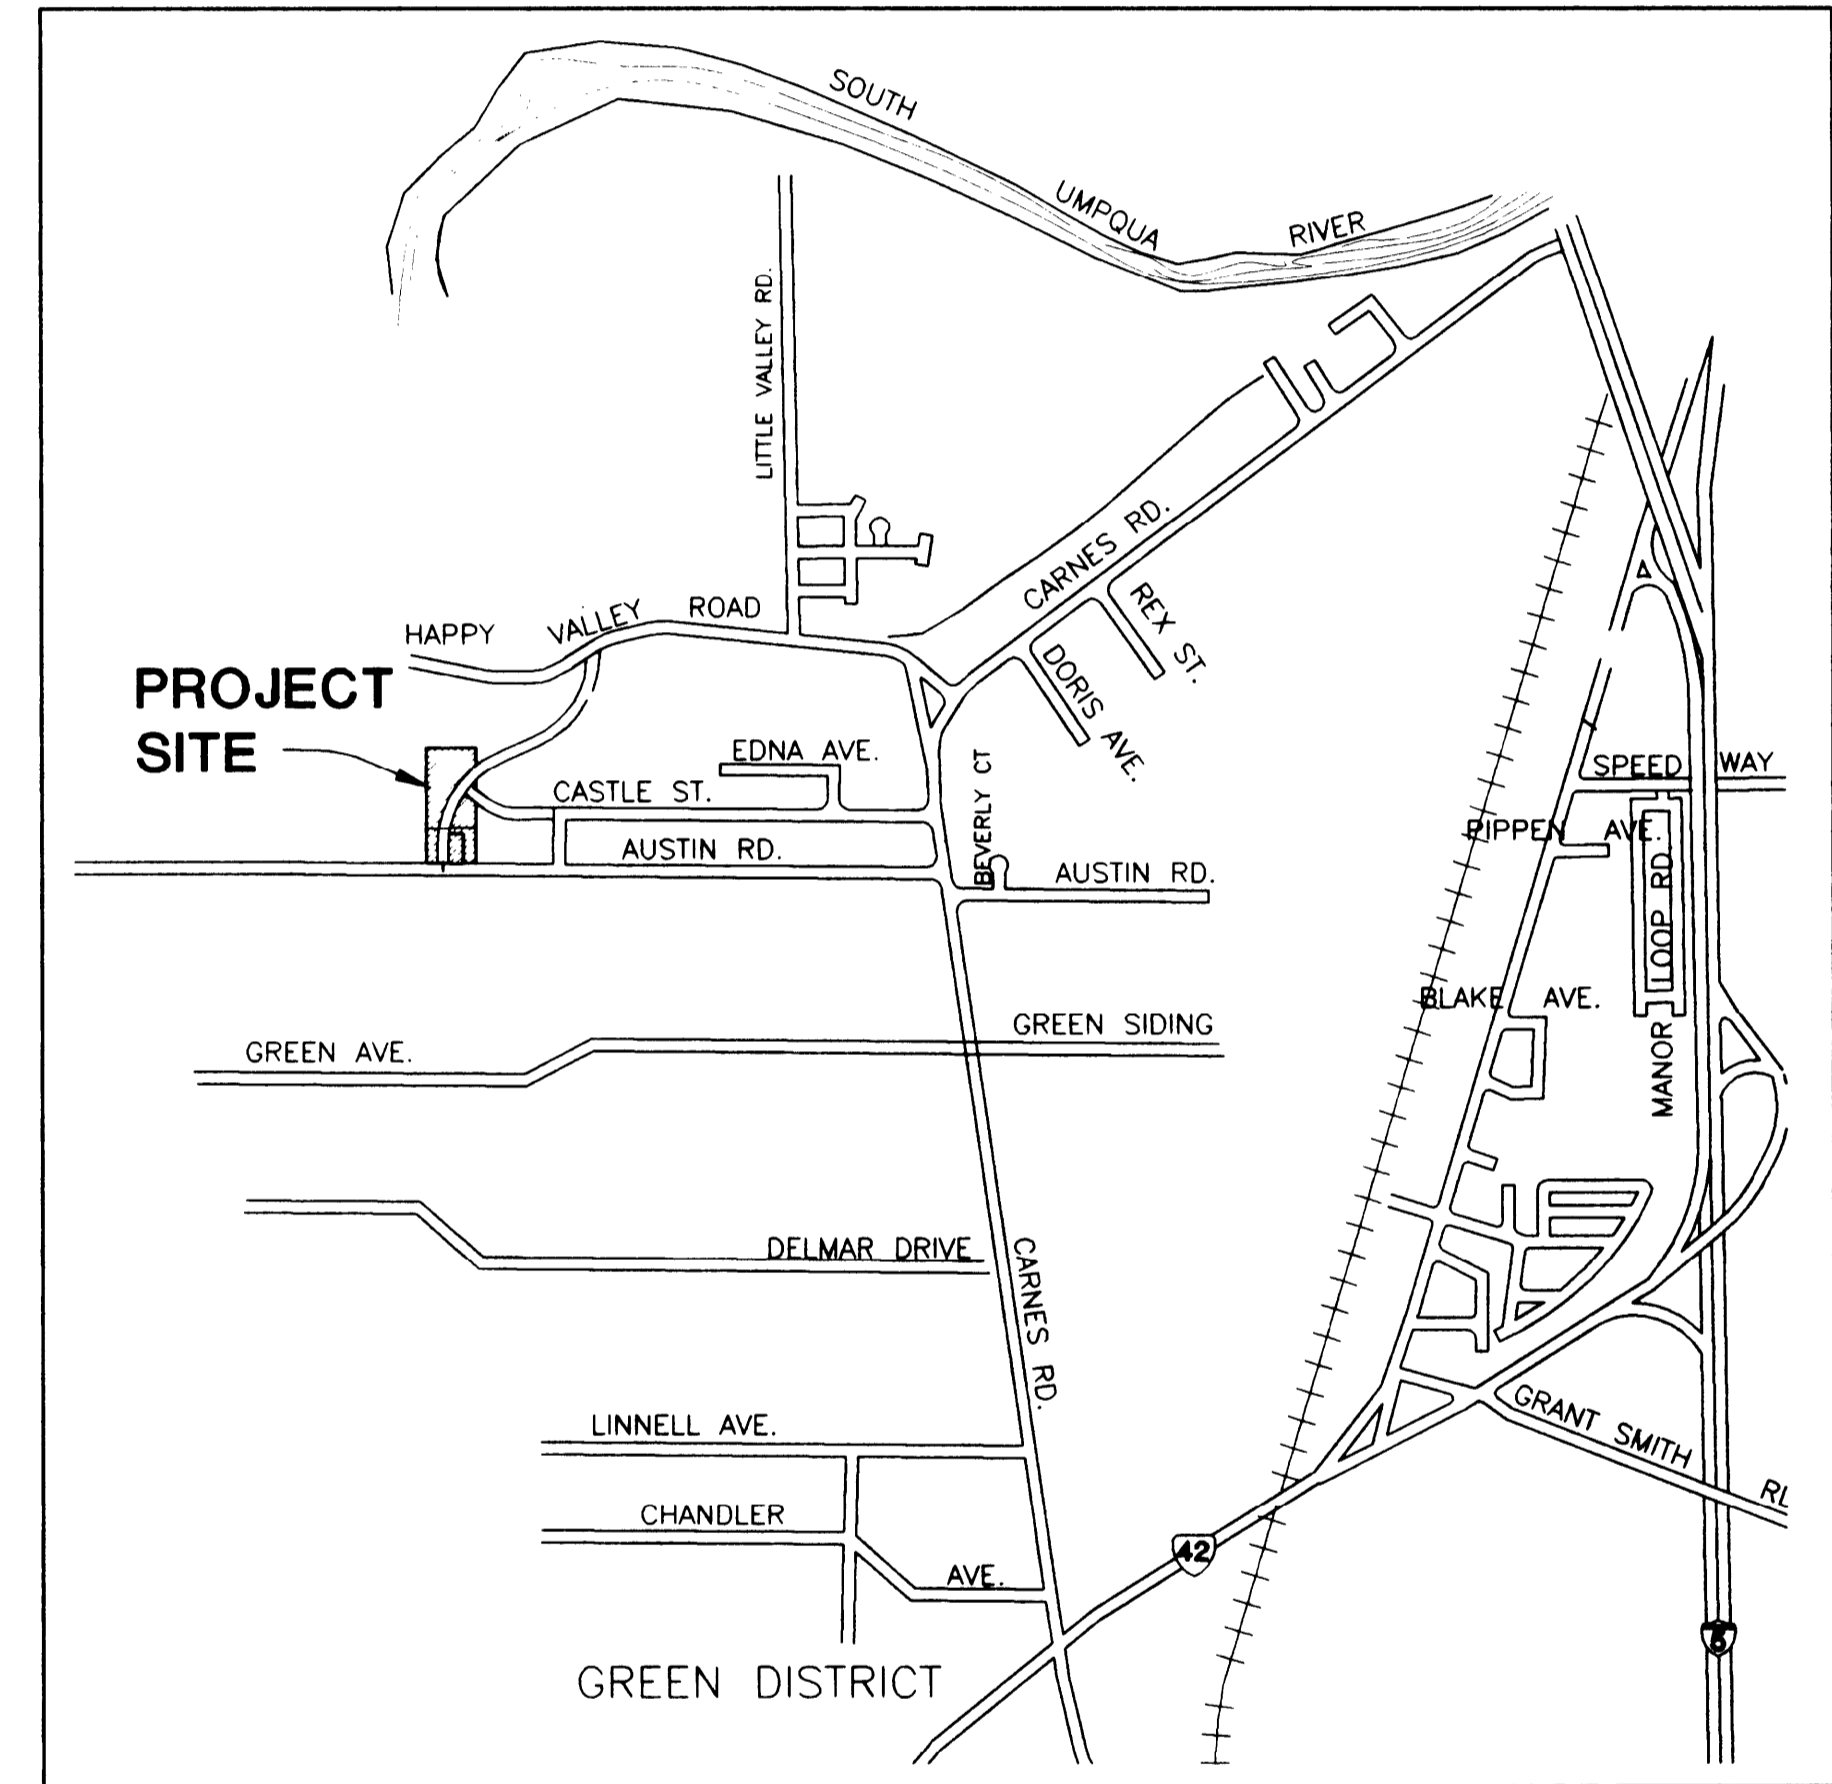 SOUTH UMPQUA RIVER
LITTLE VALLEY RD.
CARNES RD.
REX ST.
DORIS AVE.
HAPPY VALLEY ROAD
PROJECT
SITE
EDNA AVE.
CASTLE ST.
AUSTIN RD.
BEVERLY CT
AUSTIN RD.
SPEED WAY
PIPPEN AVE.
MANOR LOOP RD.
BLAKE AVE.
GREEN AVE.
GREEN SIDING
DELMAR DRIVE
CARNES RD.
LINNELL AVE.
CHANDLER AVE.
GRANT SMITH
42
5
GREEN DISTRICT